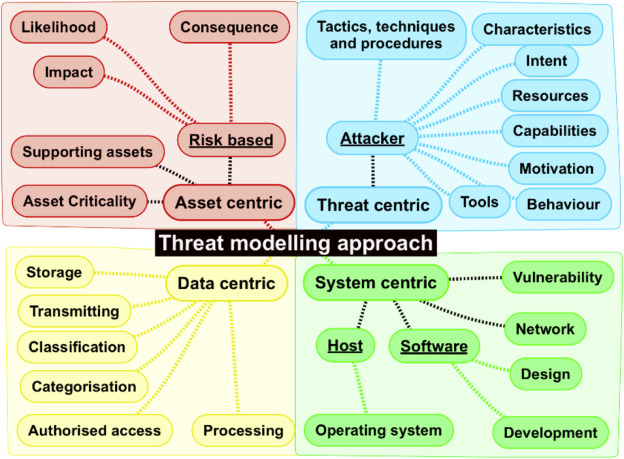 Likelihood
Consequence
Impact
Risk based
Supporting assets
Asset Criticality
Asset centric
Tactics, techniques
and procedures
Characteristics
Intent
Resources
Attacker
Capabilities
Motivation
Tools
Behaviour
Threat centric
Threat modelling approach
Storage
Data centric
Transmitting
Classification
Categorisation
Authorised access
Processing
System centric
Vulnerability
Network
Host
Software
Design
Operating system
Development